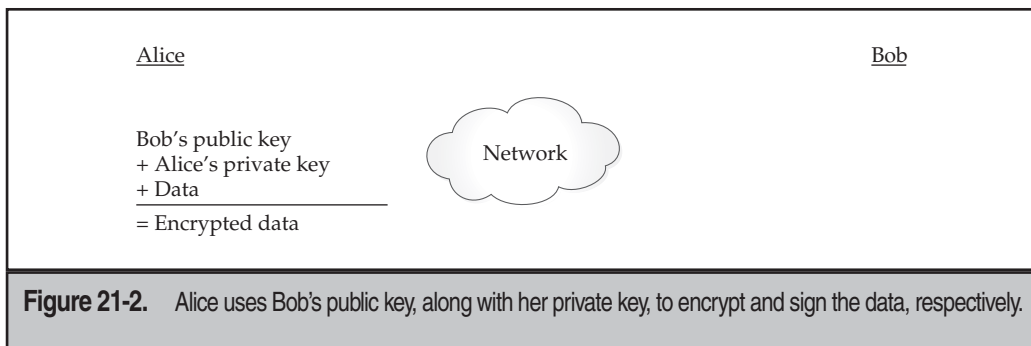 Alice
Bob
Bob's public key
+ Alice's private key
+ Data
= Encrypted data
Network
Figure 21-2. Alice uses Bob's public key, along with her private key, to encrypt and sign the data, respectively.